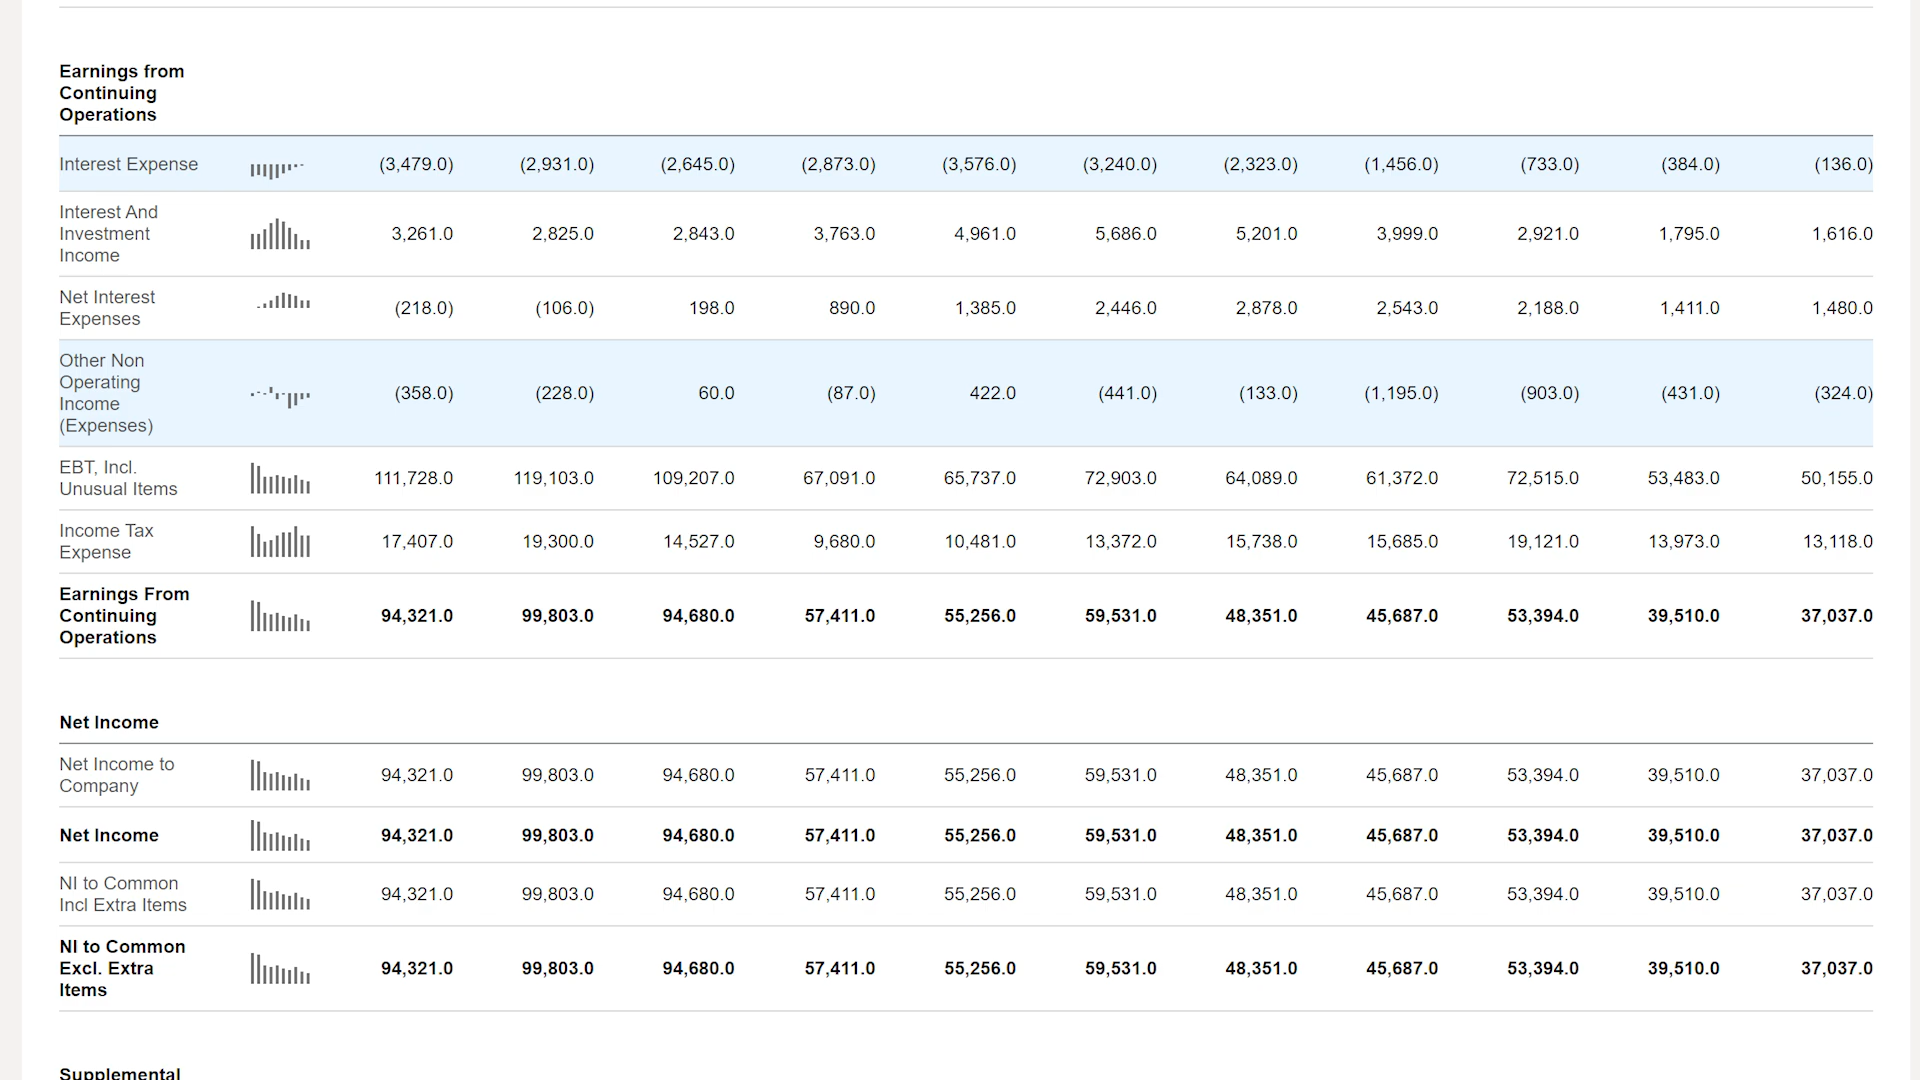 Earnings from
Continuing
Operations
Interest Expense (3,479.0) (2,931.0) (2,645.0) (2,873.0) (3,576.0) (3,240.0) (2,323.0) (1,456.0) (733.0) (384.0) (136.0)
Interest And
Investment
Income
3,261.0 2,825.0 2,843.0 3,763.0 4,961.0 5,686.0 5,201.0 3,999.0 2,921.0 1,795.0 1,616.0
Net Interest
Expenses
(218.0) (106.0) 198.0 890.0 1,385.0 2,446.0 2,878.0 2,543.0 2,188.0 1,411.0 1,480.0
Other Non
Operating
Income
(Expenses)
(358.0) (228.0) 60.0 (87.0) 422.0 (441.0) (133.0) (1,195.0) (903.0) (431.0) (324.0)
EBT, Incl.
Unusual Items
111,728.0 119,103.0 109,207.0 67,091.0 65,737.0 72,903.0 64,089.0 61,372.0 72,515.0 53,483.0 50,155.0
Income Tax
Expense
17,407.0 19,300.0 14,527.0 9,680.0 10,481.0 13,372.0 15,738.0 15,685.0 19,121.0 13,973.0 13,118.0
Earnings From
Continuing
Operations
94,321.0 99,803.0 94,680.0 57,411.0 55,256.0 59,531.0 48,351.0 45,687.0 53,394.0 39,510.0 37,037.0
Net Income
Net Income to
Company
94,321.0 99,803.0 94,680.0 57,411.0 55,256.0 59,531.0 48,351.0 45,687.0 53,394.0 39,510.0 37,037.0
Net Income 94,321.0 99,803.0 94,680.0 57,411.0 55,256.0 59,531.0 48,351.0 45,687.0 53,394.0 39,510.0 37,037.0
NI to Common
Incl Extra Items
94,321.0 99,803.0 94,680.0 57,411.0 55,256.0 59,531.0 48,351.0 45,687.0 53,394.0 39,510.0 37,037.0
NI to Common
Excl. Extra
Items
94,321.0 99,803.0 94,680.0 57,411.0 55,256.0 59,531.0 48,351.0 45,687.0 53,394.0 39,510.0 37,037.0
Supplemental